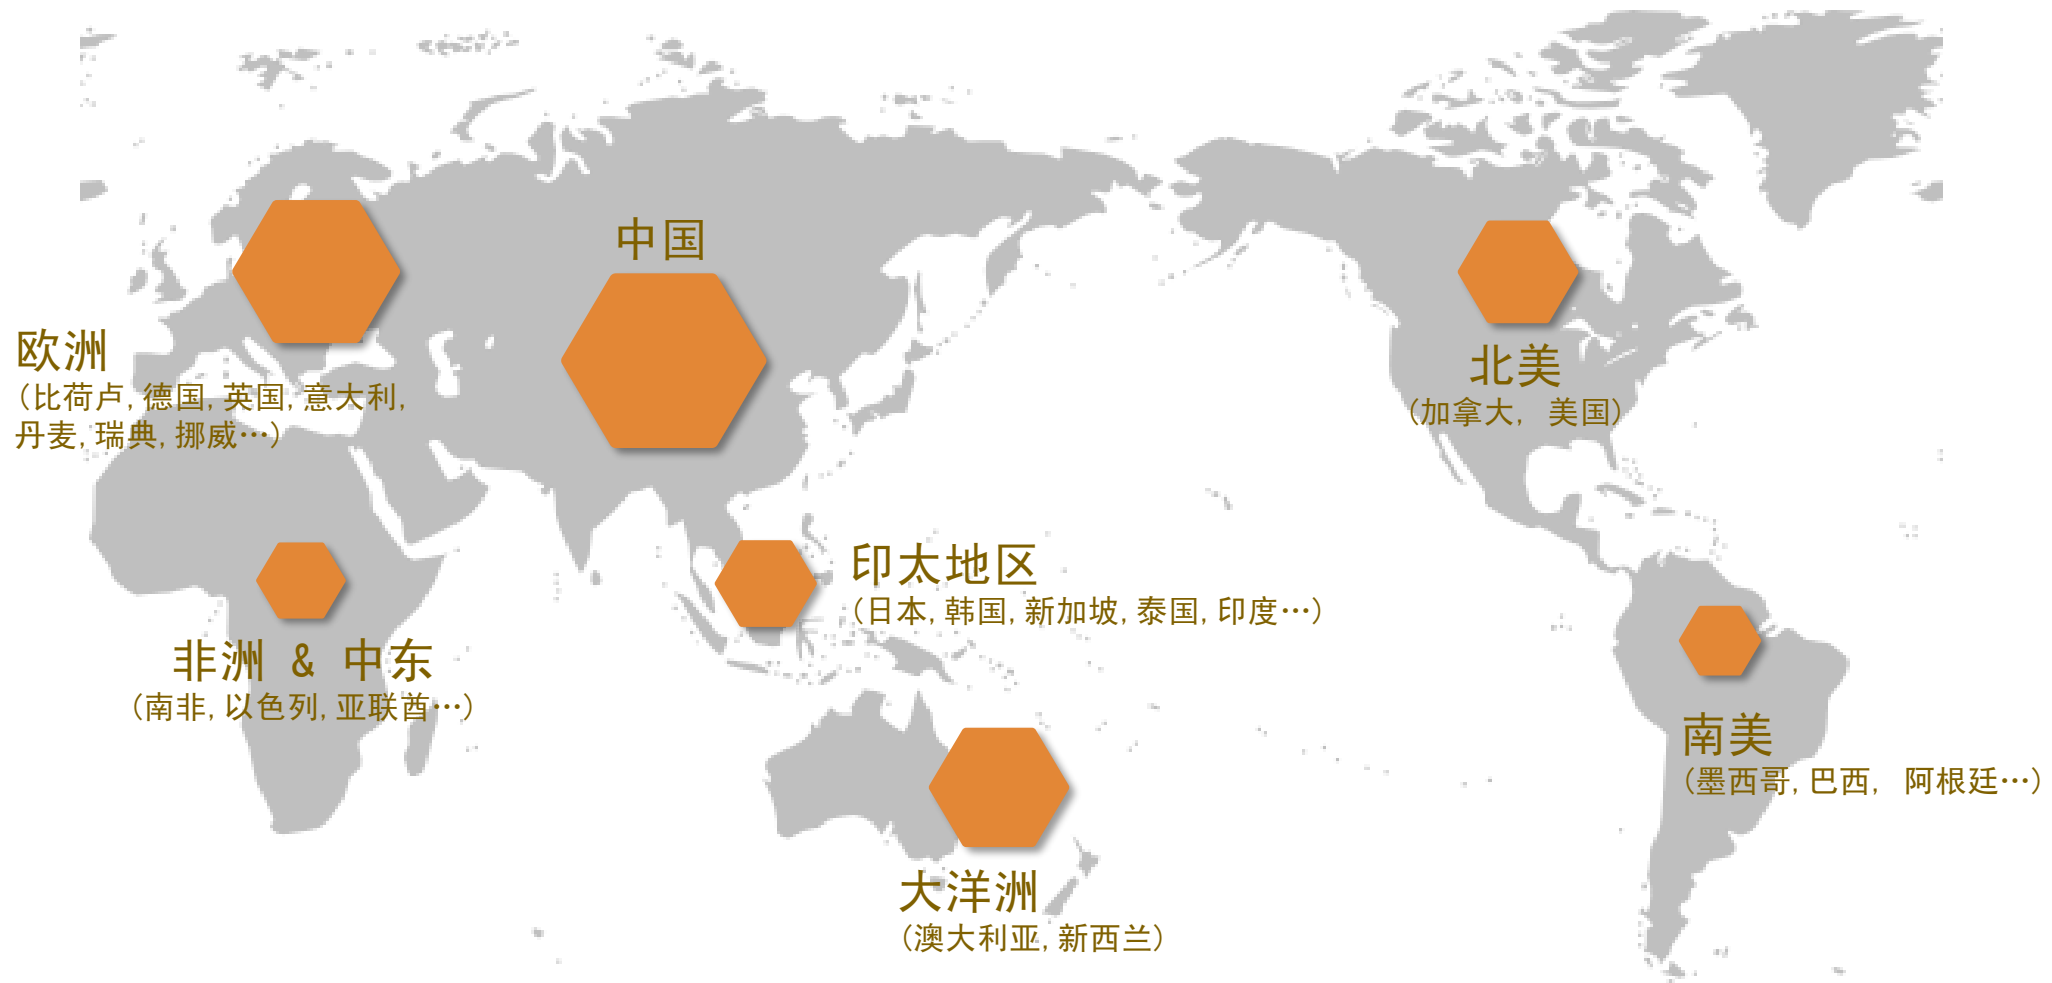 中国
欧洲
(比荷卢,德国,英国,意大利,
丹麦,瑞典,挪威…)
北美
(加拿大, 美国)
印太地区
(日本,韩国,新加坡,泰国,印度…)
非洲 & 中东
(南非,以色列,亚联酋…)
南美
(墨西哥,巴西, 阿根廷…)
大洋洲
(澳大利亚,新西兰)